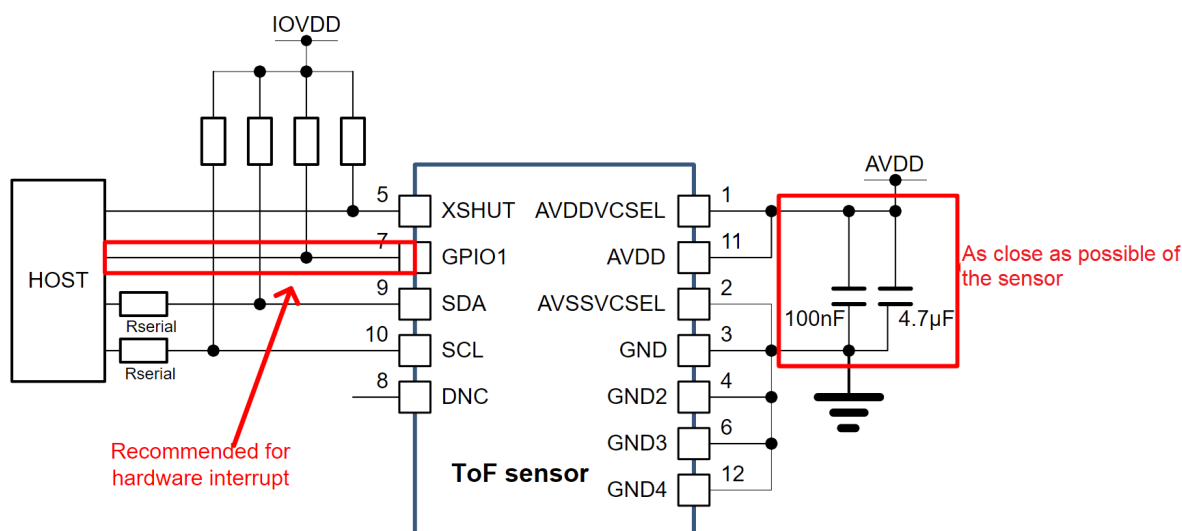 IOVDD
AVDD
HOST
5
XSHUT
7
GPIO1
9
SDA
10
SCL
8
DNC
Rserial
Rserial
AVDDVCSEL
1
AVDD
11
AVSSVCSEL
2
GND
3
GND2
4
GND3
6
GND4
12
ToF sensor
100nF
4.7µF
As close as possible of
the sensor
Recommended for
hardware interrupt